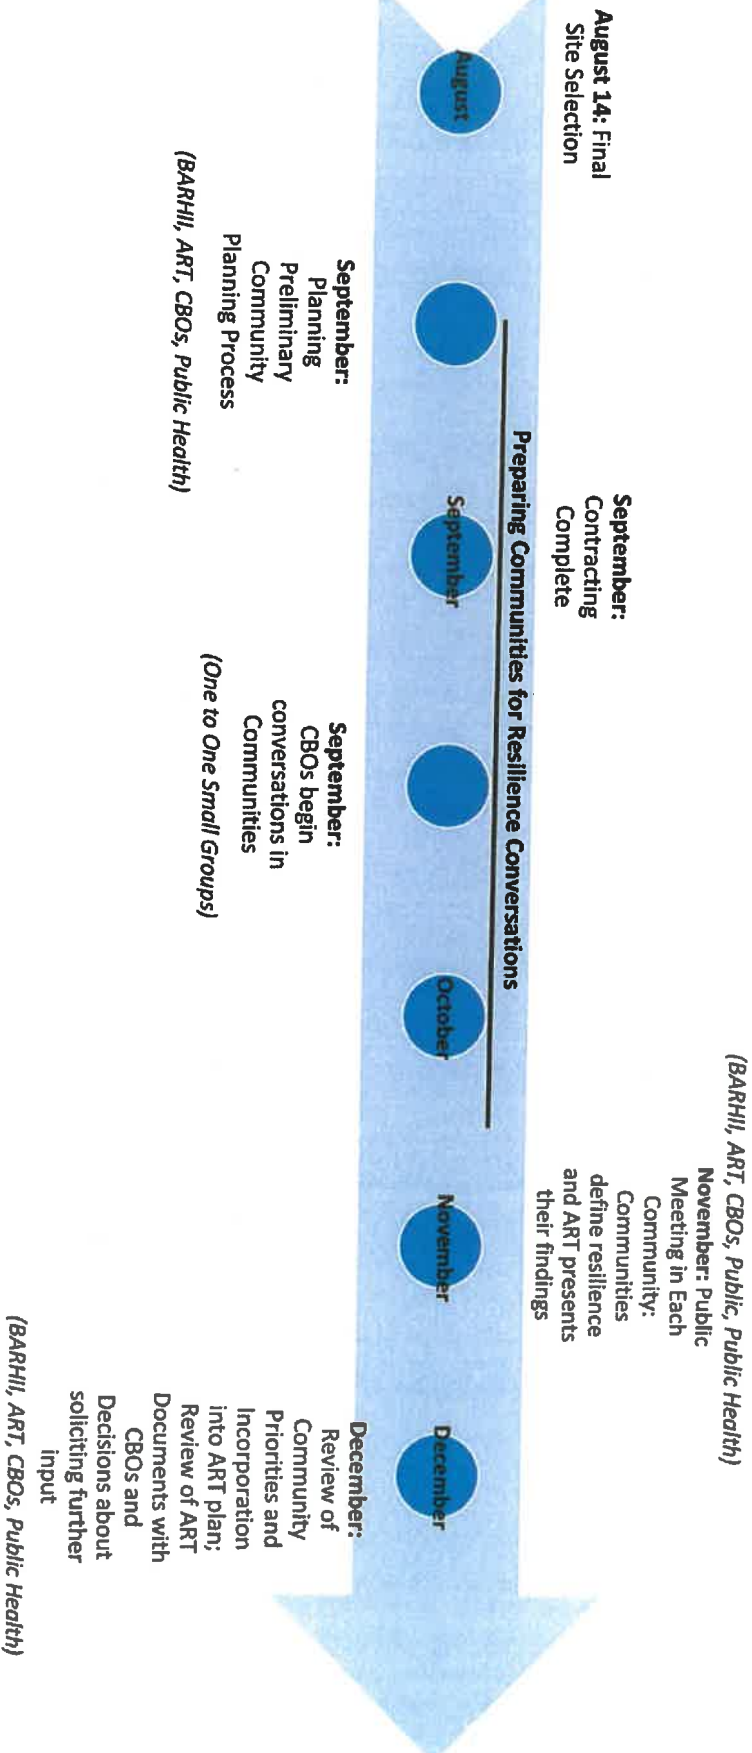 August 14: Final
Site Selection
September:
Contracting
Complete
(BARHII, ART, CBOs, Public, Public Health)
November: Public
Meeting in Each
Community:
Communities
define resilience
and ART presents
their findings
Preparing Communities for Resilience Conversations
August
September
October
November
December
September:
Planning
Preliminary
Community
Planning Process
(BARHII, ART, CBOs, Public Health)
September:
CBOs begin
conversations in
Communities
(One to One Small Groups)
December:
Review of
Community
Priorities and
Incorporation
into ART plan;
Review of ART
Documents with
CBOs and
Decisions about
soliciting further
input
(BARHII, ART, CBOs, Public Health)